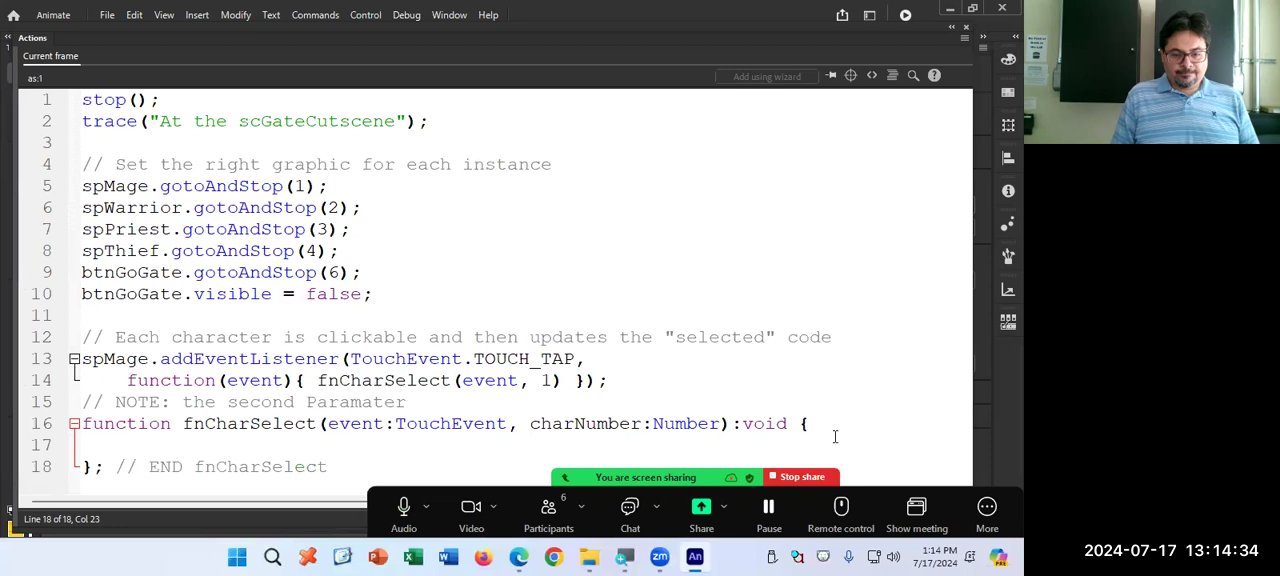 Animate File Edit View Insert Modify Text Commands Control Debug Window Help
Actions
Current frame
as:1
Add using wizard
1 stop();
2 trace("At the scGateCutscene");
3
4 // Set the right graphic for each instance
5 spMage.gotoAndStop(1);
6 spWarrior.gotoAndStop(2);
7 spPriest.gotoAndStop(3);
8 spThief.gotoAndStop(4);
9 btnGoGate.gotoAndStop(6);
10 btnGoGate.visible = false;
11
12 // Each character is clickable and then updates the "selected" code
13 spMage.addEventListener(TouchEvent.TOUCH_TAP,
14 function(event){ fnCharSelect(event, 1) });
15 // NOTE: the second Paramater
16 function fnCharSelect(event:TouchEvent, charNumber:Number):void {
17
18 }; // END fnCharSelect
You are screen sharing Stop share
Line 18 of 18, Col 23
6
Audio Video Participants Chat Share Pause Remote control Show meeting More
1:14 PM
7/17/2024
2024-07-17 13:14:34